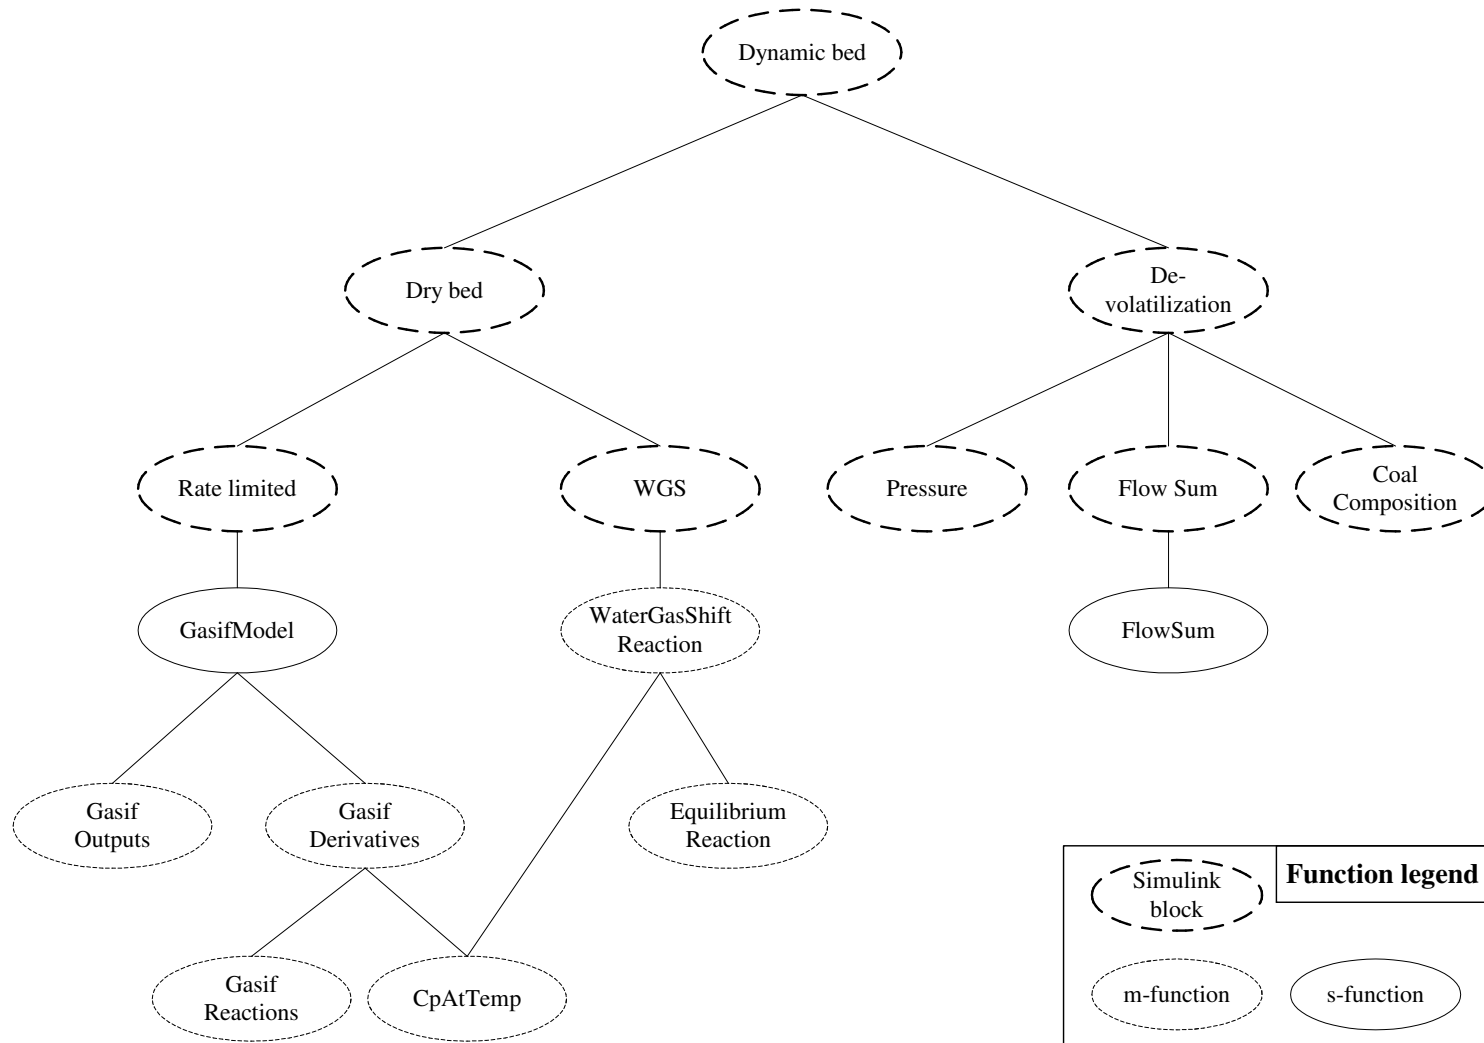 Dynamic bed
Dry bed
De-
volatilization
Rate limited
WGS
Pressure
Flow Sum
Coal
Composition
GasifModel
WaterGasShift
Reaction
FlowSum
Gasif
Outputs
Gasif
Derivatives
Equilibrium
Reaction
Gasif
Reactions
CpAtTemp
Function legend
Simulink
block
m-function
s-function